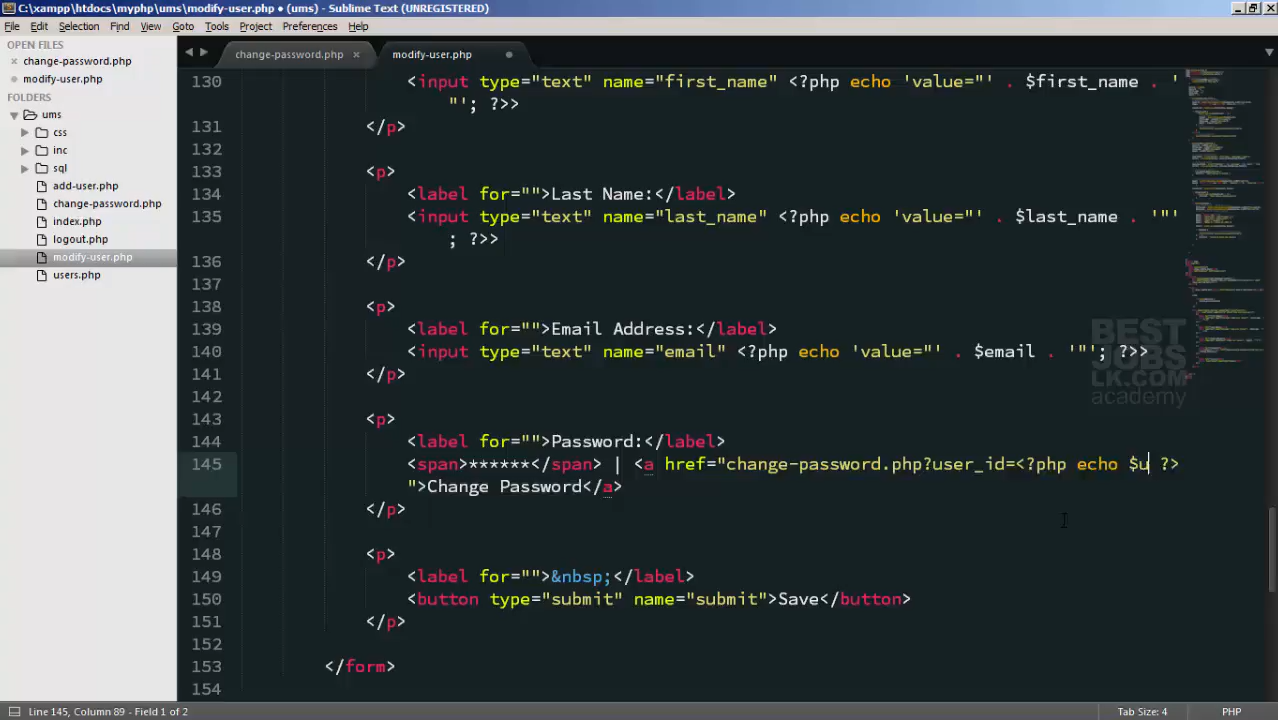 C:\xampp\htdocs\myphp\ums\modify-user.php • (ums) - Sublime Text (UNREGISTERED)
File Edit Selection Find View Goto Tools Project Preferences Help
OPEN FILES
change-password.php
modify-user.php
FOLDERS
ums
css
inc
sql
add-user.php
change-password.php
index.php
logout.php
modify-user.php
users.php
change-password.php × modify-user.php
130 <input type="text" name="first_name" <?php echo 'value="' . $first_name . '
"'; ?>>
131 </p>
132
133 <p>
134 <label for="">Last Name:</label>
135 <input type="text" name="last_name" <?php echo 'value="' . $last_name . '"'
; ?>>
136 </p>
137
138 <p>
139 <label for="">Email Address:</label>
140 <input type="text" name="email" <?php echo 'value="' . $email . '"'; ?>>
141 </p>
142
143 <p>
144 <label for="">Password:</label>
145 <span>******</span> | <a href="change-password.php?user_id=<?php echo $u ?>
">Change Password</a>
146 </p>
147
148 <p>
149 <label for="">&nbsp;</label>
150 <button type="submit" name="submit">Save</button>
151 </p>
152
153 </form>
154
BEST
JOBS
LK.COM
academy
Line 145, Column 89 - Field 1 of 2 Tab Size: 4 PHP